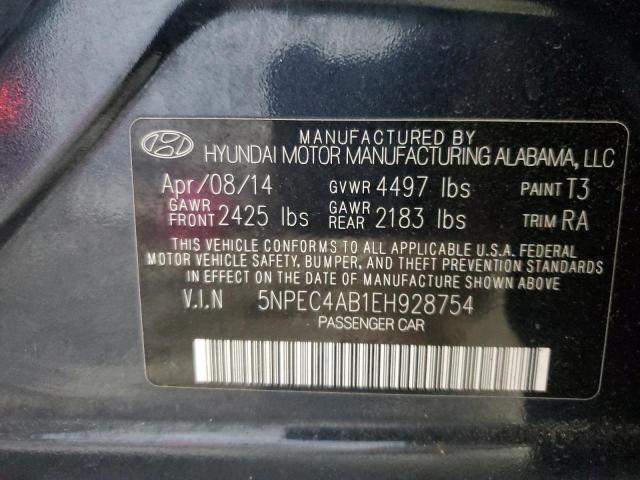 MANUFACTURED BY
HYUNDAI MOTOR MANUFACTURING ALABAMA, LLC
Apr/08/14 GVWR 4497 lbs PAINT T3
GAWR FRONT 2425 lbs GAWR REAR 2183 lbs TRIM RA
THIS VEHICLE CONFORMS TO ALL APPLICABLE U.S.A. FEDERAL
MOTOR VEHICLE SAFETY, BUMPER, AND THEFT PREVENTION STANDARDS
IN EFFECT ON THE DATE OF MANUFACTURE SHOWN ABOVE
V.I.N 5NPEC4AB1EH928754
PASSENGER CAR